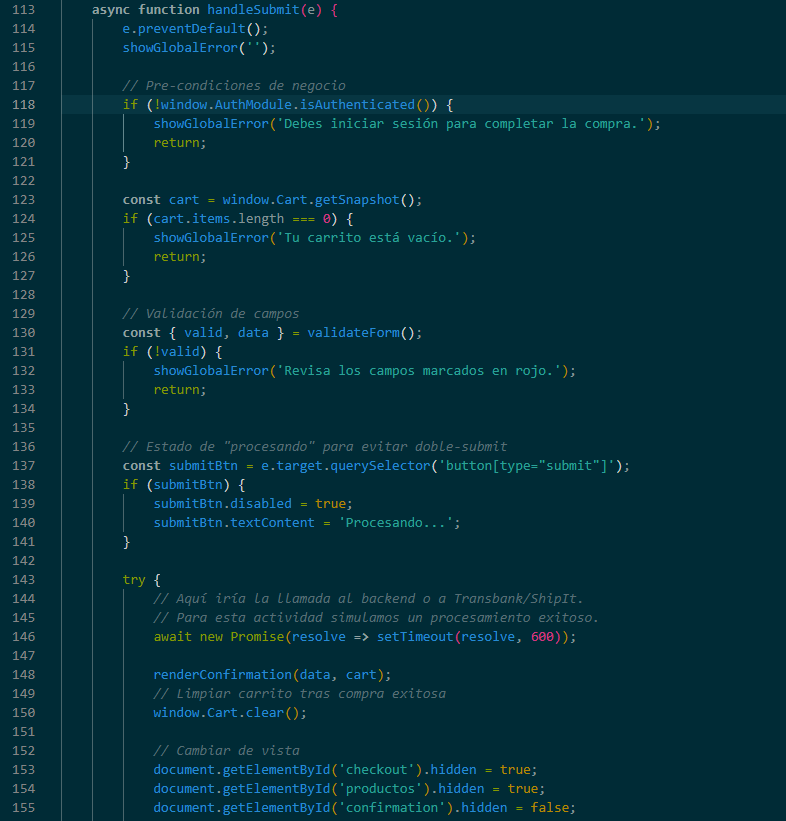 113 async function handleSubmit(e) {
114 e.preventDefault();
115 showGlobalError('');
116
117 // Pre-condiciones de negocio
118 if (!window.AuthModule.isAuthenticated()) {
119 showGlobalError('Debes iniciar sesión para completar la compra.');
120 return;
121 }
122
123 const cart = window.Cart.getSnapshot();
124 if (cart.items.length === 0) {
125 showGlobalError('Tu carrito está vacío.');
126 return;
127 }
128
129 // Validación de campos
130 const { valid, data } = validateForm();
131 if (!valid) {
132 showGlobalError('Revisa los campos marcados en rojo.');
133 return;
134 }
135
136 // Estado de "procesando" para evitar doble-submit
137 const submitBtn = e.target.querySelector('button[type="submit"]');
138 if (submitBtn) {
139 submitBtn.disabled = true;
140 submitBtn.textContent = 'Procesando...';
141 }
142
143 try {
144 // Aquí iría la llamada al backend o a Transbank/ShipIt.
145 // Para esta actividad simulamos un procesamiento exitoso.
146 await new Promise(resolve => setTimeout(resolve, 600));
147
148 renderConfirmation(data, cart);
149 // Limpiar carrito tras compra exitosa
150 window.Cart.clear();
151
152 // Cambiar de vista
153 document.getElementById('checkout').hidden = true;
154 document.getElementById('productos').hidden = true;
155 document.getElementById('confirmation').hidden = false;